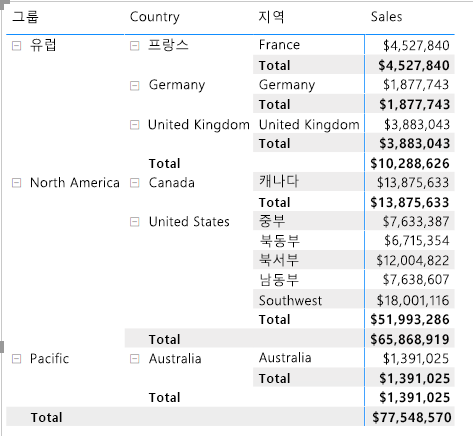 그룹 Country 지역 Sales
유럽 프랑스 France $4,527,840
Total $4,527,840
Germany Germany $1,877,743
Total $1,877,743
United Kingdom United Kingdom $3,883,043
Total $3,883,043
Total $10,288,626
North America Canada 캐나다 $13,875,633
Total $13,875,633
United States 중부 $7,633,387
북동부 $6,715,354
북서부 $12,004,822
남동부 $7,638,607
Southwest $18,001,116
Total $51,993,286
Total $65,868,919
Pacific Australia Australia $1,391,025
Total $1,391,025
Total $1,391,025
Total $77,548,570